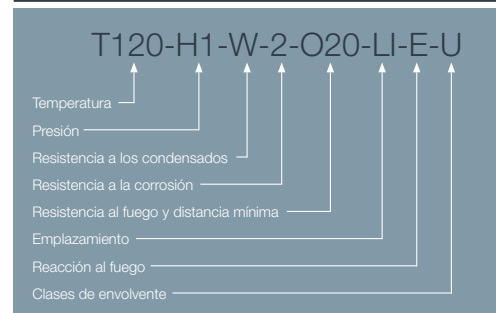 T120-H1-W-2-O20-LI-E-U
Temperatura
Presión
Resistencia a los condensados
Resistencia a la corrosión
Resistencia al fuego y distancia mínima
Emplazamiento
Reacción al fuego
Clases de envolvente